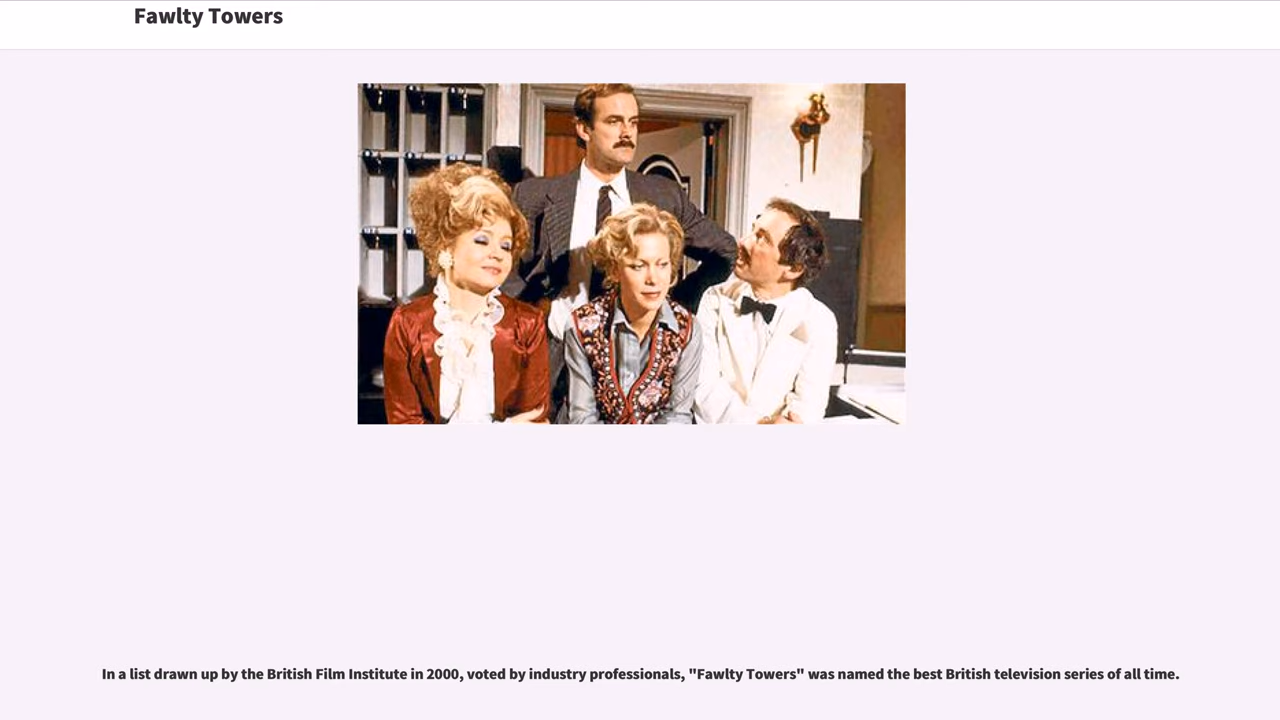 Fawlty Towers
In a list drawn up by the British Film Institute in 2000, voted by industry professionals, "Fawlty Towers" was named the best British television series of all time.